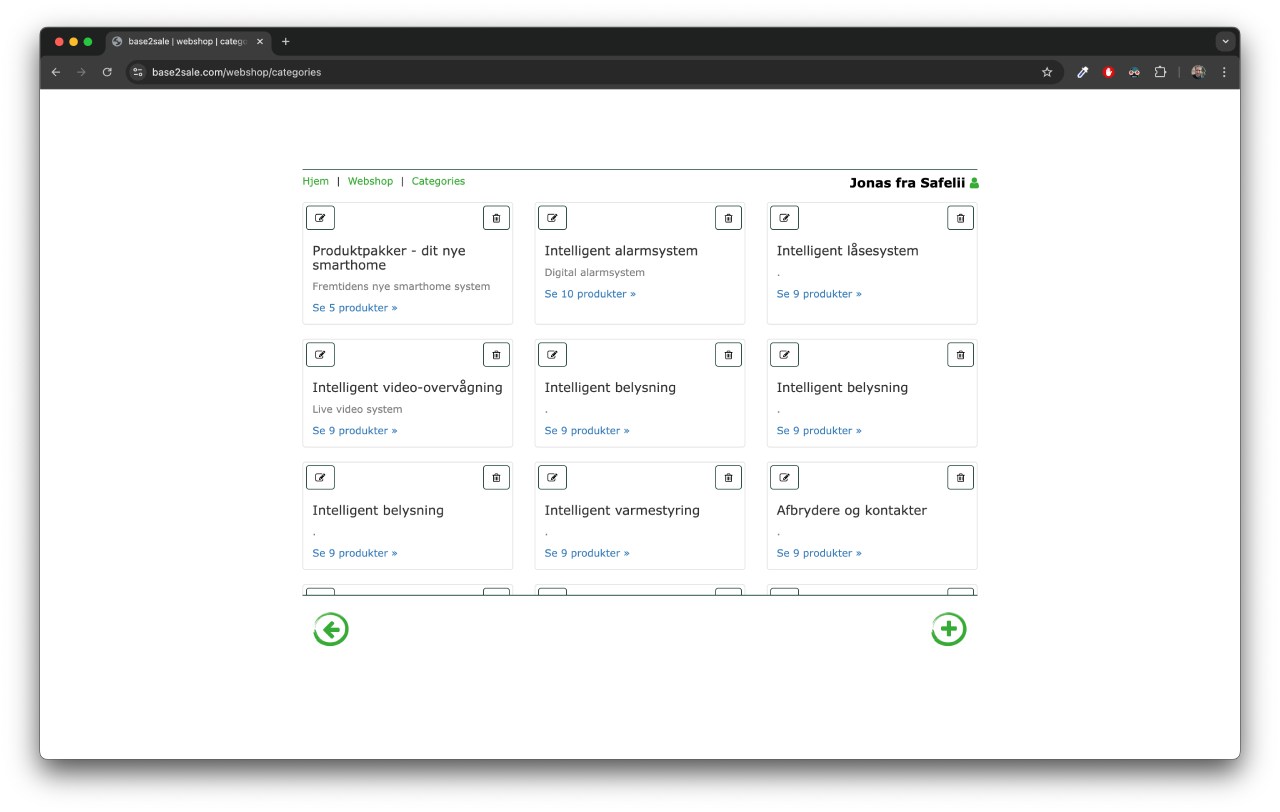 base2sale | webshop | catego
base2sale.com/webshop/categories
Hjem | Webshop | Categories
Jonas fra Safelii
Produktpakker - dit nye
smarthome
Fremtidens nye smarthome system
Se 5 produkter »
Intelligent alarmsystem
Digital alarmsystem
Se 10 produkter »
Intelligent låsesystem
.
Se 9 produkter »
Intelligent video-overvågning
Live video system
Se 9 produkter »
Intelligent belysning
.
Se 9 produkter »
Intelligent belysning
.
Se 9 produkter »
Intelligent belysning
.
Se 9 produkter »
Intelligent varmestyring
.
Se 9 produkter »
Afbrydere og kontakter
.
Se 9 produkter »